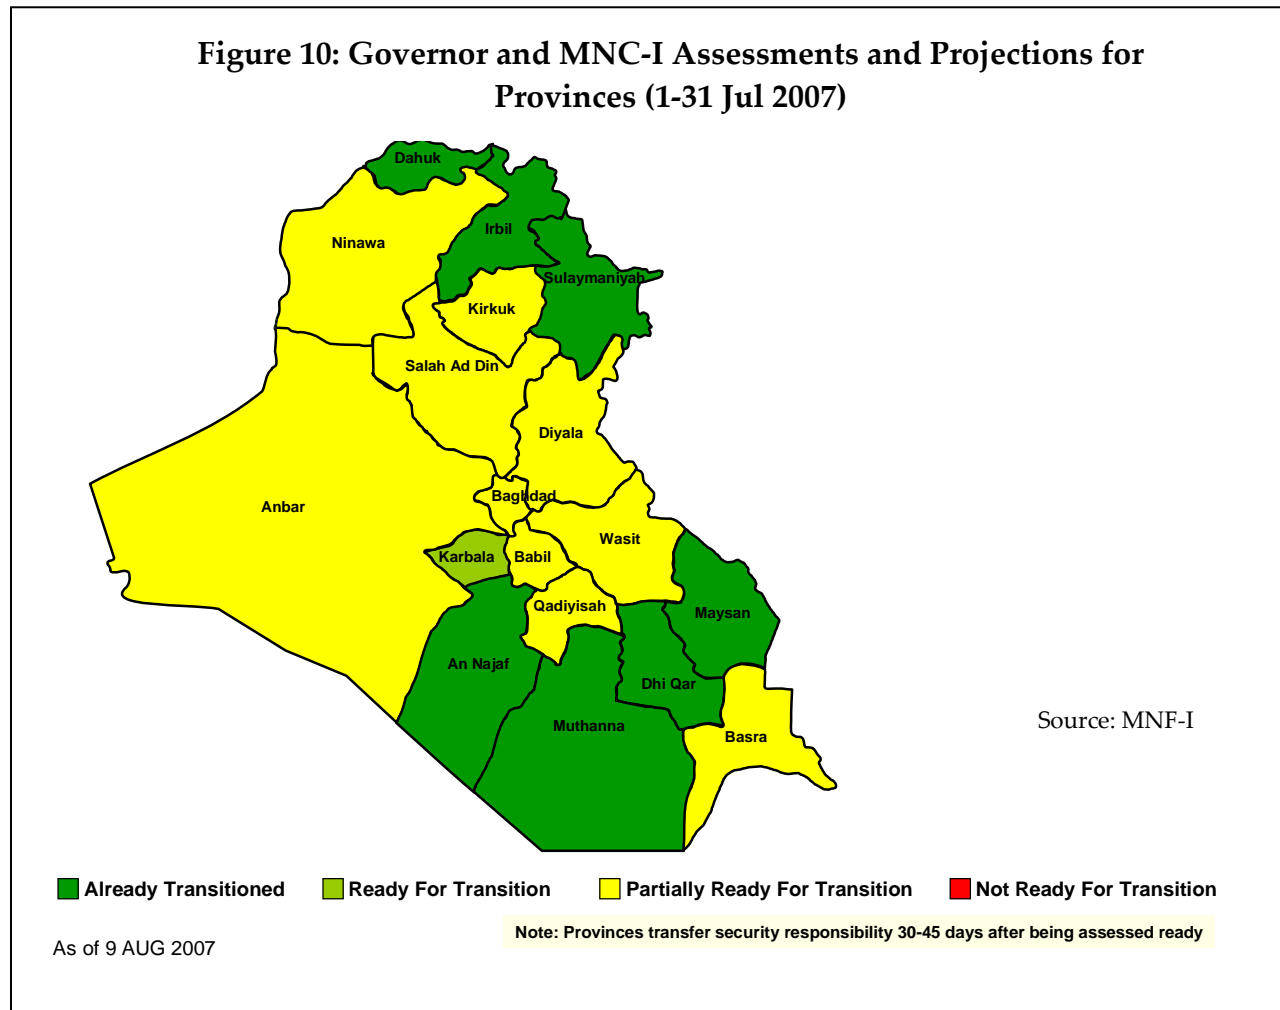 Figure 10: Governor and MNC-I Assessments and Projections for
Provinces (1-31 Jul 2007)
Dahuk
Irbil
Ninawa
Sulaymaniyah
Kirkuk
Salah Ad Din
Diyala
Baghdad
Anbar
Wasit
Karbala
Babil
Qadiyisah
Maysan
An Najaf
Dhi Qar
Muthanna
Basra
Source: MNF-I
Already Transitioned
Ready For Transition
Partially Ready For Transition
Not Ready For Transition
Note: Provinces transfer security responsibility 30-45 days after being assessed ready
As of 9 AUG 2007